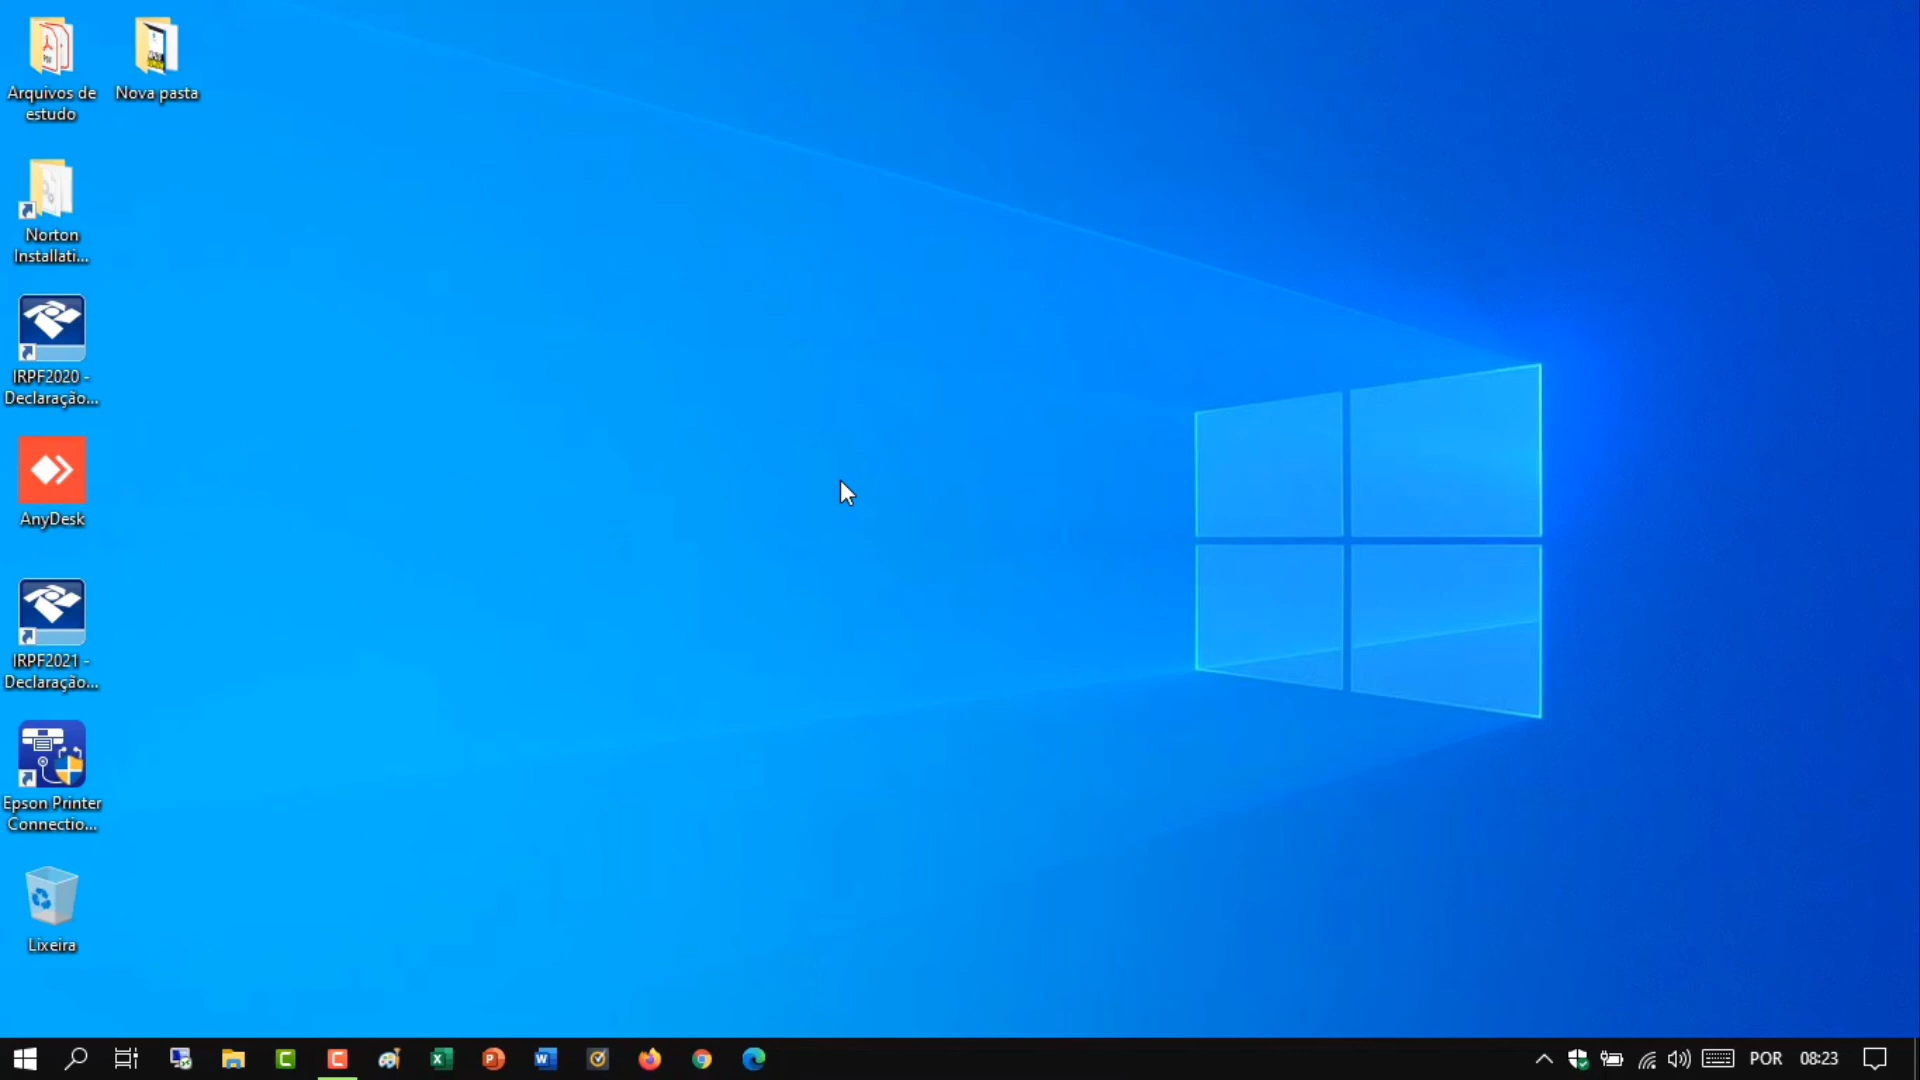 Arquivos de
estudo
Nova pasta
Norton
Installati...
IRPF2020 -
Declaração...
AnyDesk
IRPF2021 -
Declaração...
Epson Printer
Connectio...
Lixeira
POR
08:23